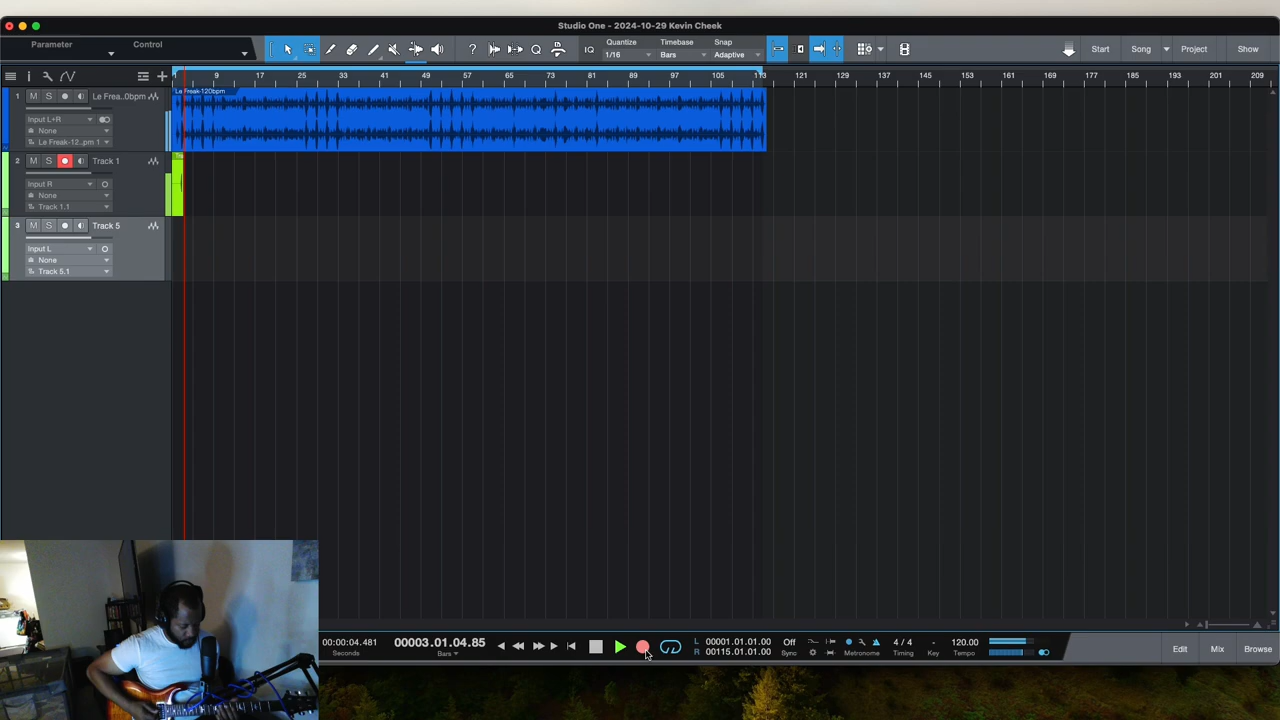 Studio One - 2024-10-29 Kevin Cheek
Parameter
Control
IQ
Quantize
1/16
Timebase
Bars
Snap
Adaptive
Start
Song
Project
Show
1 9 17 25 33 41 49 57 65 73 81 89 97 105 113 121 129 137 145 153 161 169 177 185 193 201 209
1 M S Le Frea..0bpm
Input L+R
None
Le Freak-12..pm 1
Le Freak-120bpm
2 M S Track 1
Input R
None
Track 1.1
3 M S Track 5
Input L
None
Track 5.1
00:00:04.481
Seconds
00003.01.04.85
Bars
L 00001.01.01.00
R 00115.01.01.00
Off
Sync
Metronome
4 / 4
Timing
-
Key
120.00
Tempo
Edit
Mix
Browse